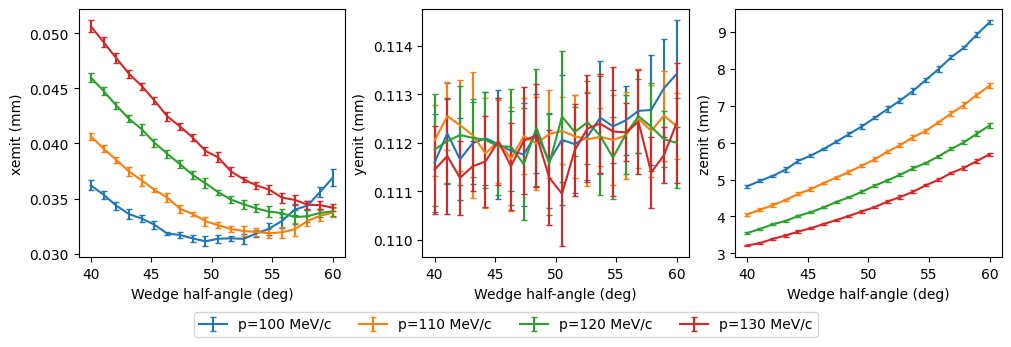 xemit (mm)
0.050
0.045
0.040
0.035
0.030
40 45 50 55 60
Wedge half-angle (deg)
yemit (mm)
0.114
0.113
0.112
0.111
0.110
40 45 50 55 60
Wedge half-angle (deg)
zemit (mm)
9
8
7
6
5
4
3
40 45 50 55 60
Wedge half-angle (deg)
p=100 MeV/c p=110 MeV/c p=120 MeV/c p=130 MeV/c